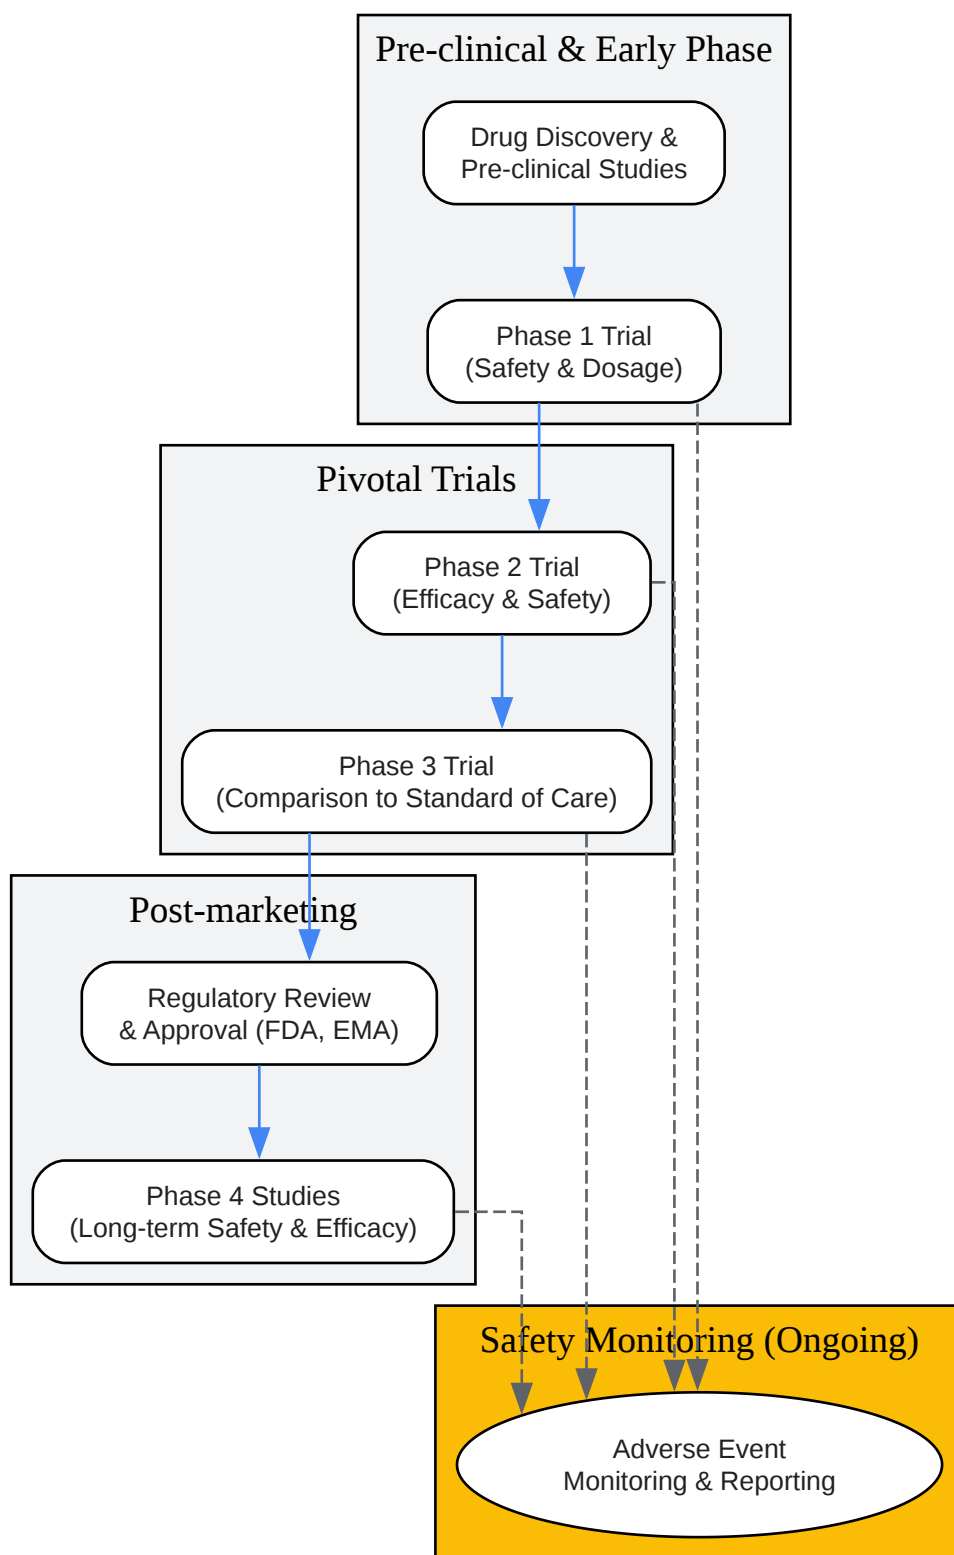 Pre-clinical & Early Phase
Drug Discovery &
Pre-clinical Studies
Phase 1 Trial
(Safety & Dosage)
Pivotal Trials
Phase 2 Trial
(Efficacy & Safety)
Phase 3 Trial
(Comparison to Standard of Care)
Post-marketing
Regulatory Review
& Approval (FDA, EMA)
Phase 4 Studies
(Long-term Safety & Efficacy)
Safety Monitoring (Ongoing)
Adverse Event
Monitoring & Reporting